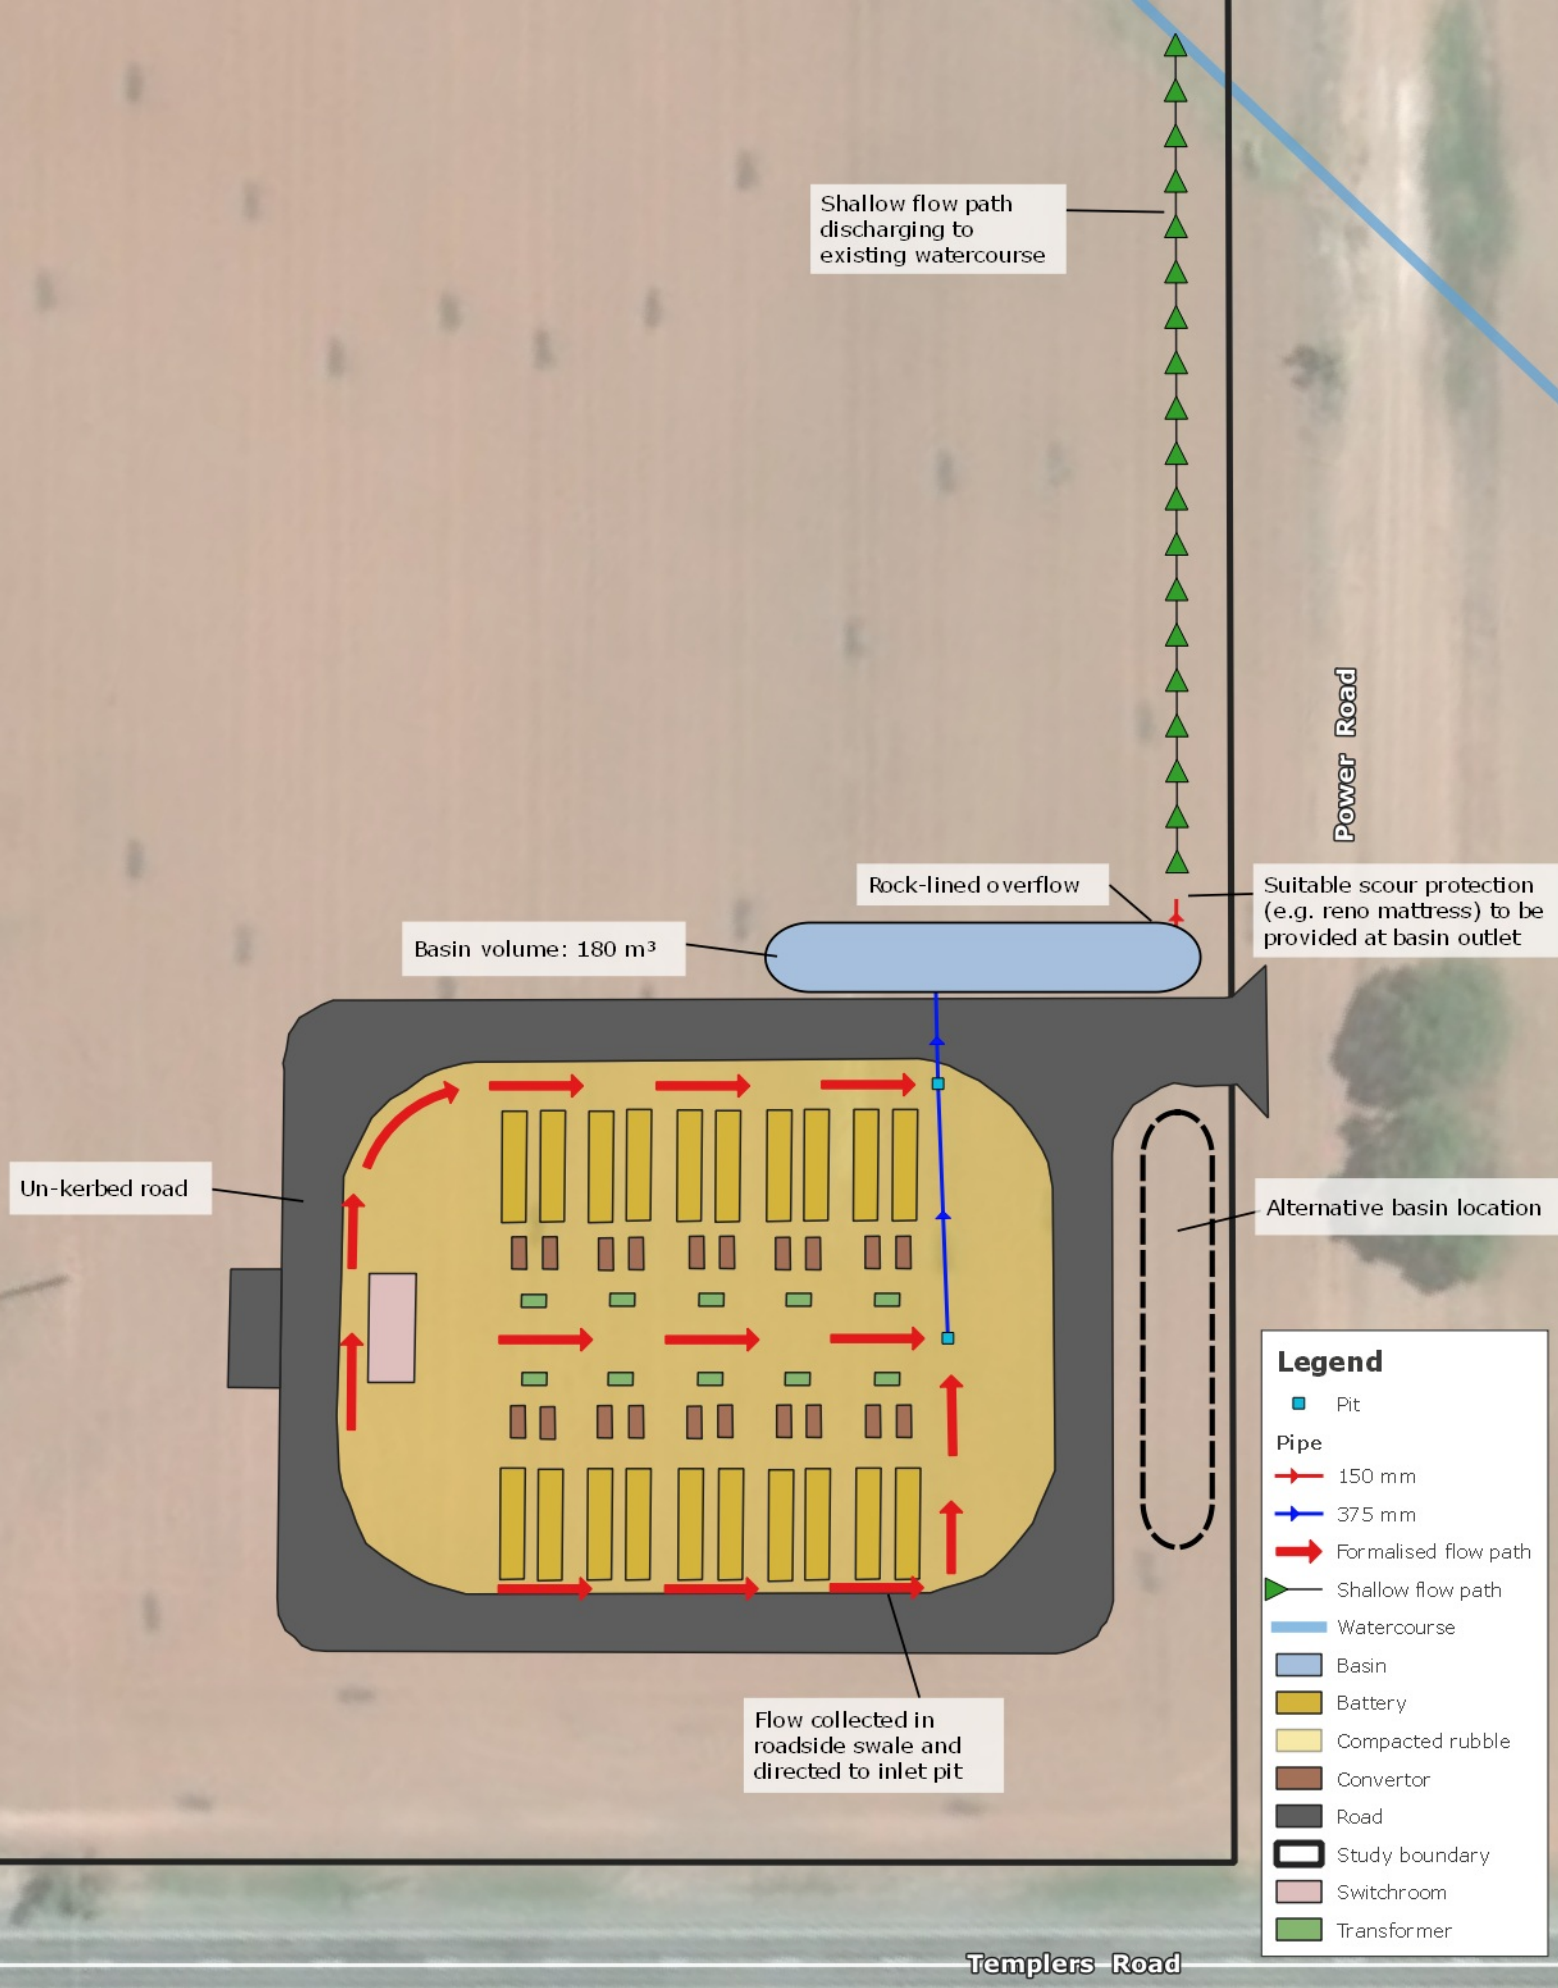 Shallow flow path
discharging to
existing watercourse
Power Road
Rock-lined overflow
Suitable scour protection
(e.g. reno mattress) to be
provided at basin outlet
Basin volume: 180 m³
Un-kerbed road
Alternative basin location
Flow collected in
roadside swale and
directed to inlet pit
Legend
Pit
Pipe
150 mm
375 mm
Formalised flow path
Shallow flow path
Watercourse
Basin
Battery
Compacted rubble
Convertor
Road
Study boundary
Switchroom
Transformer
Templers Road